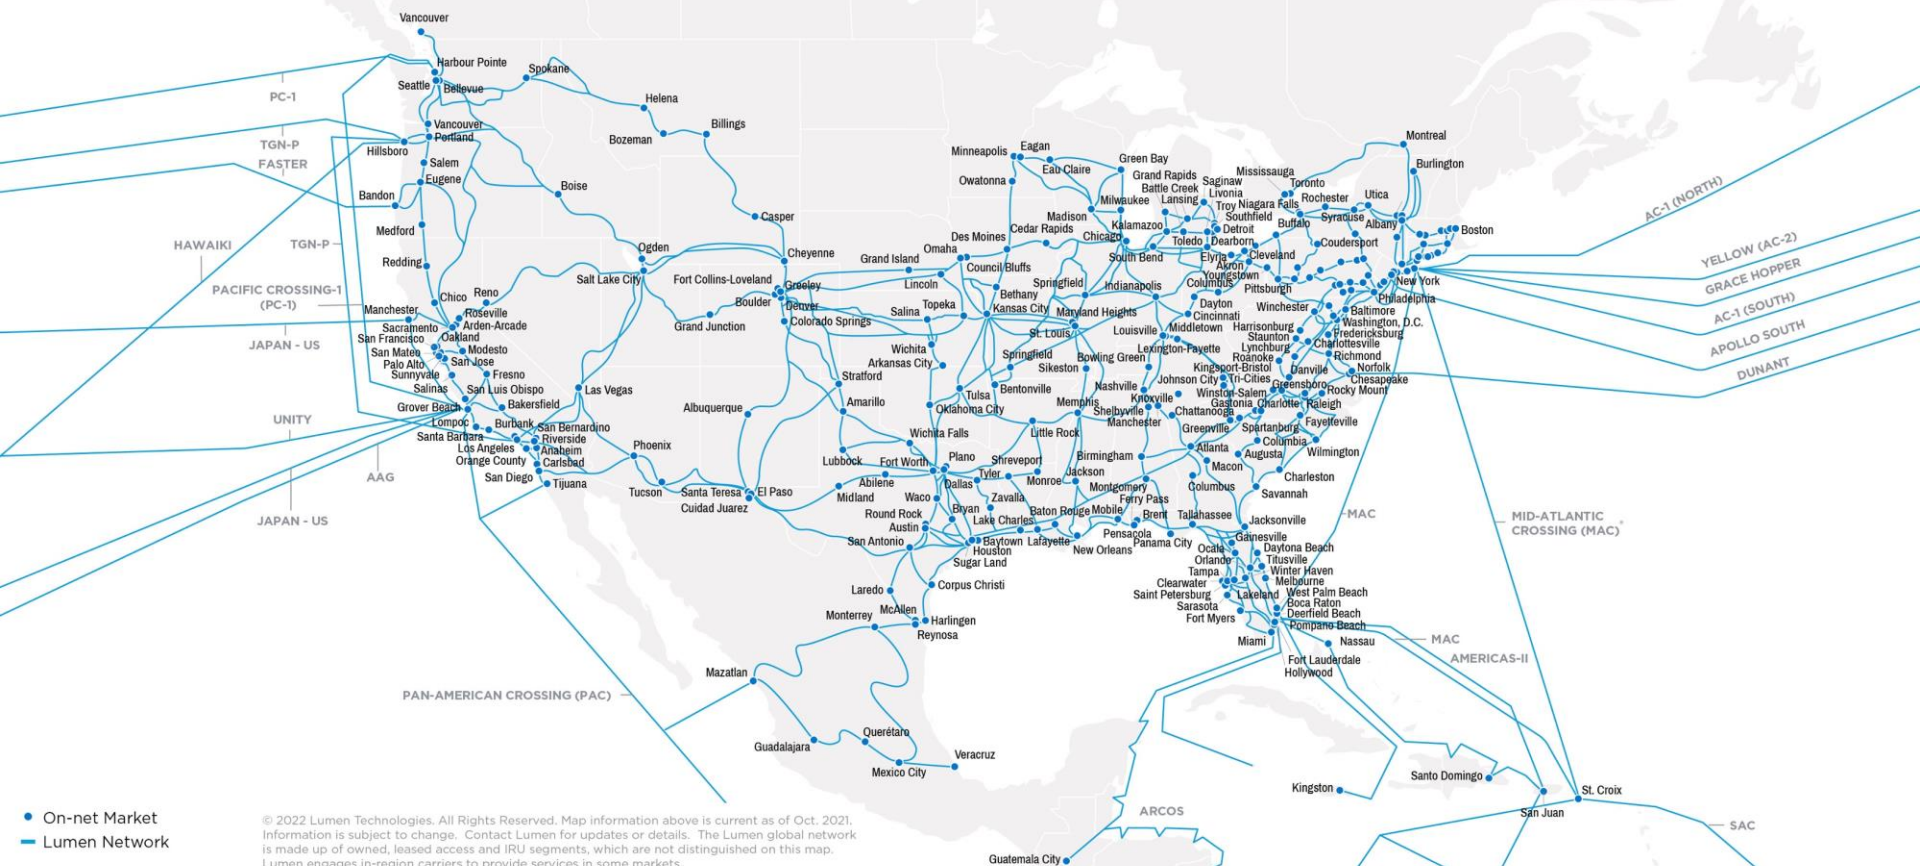 Vancouver
Harbour Pointe
Seattle
Bellevue
Spokane
PC-1
Helena
Vancouver
Portland
Bozeman
Billings
TGN-P
FASTER
Hillsboro
Salem
Eugene
Bandon
Boise
Medford
Casper
HAWAIKI
TGN-P
Redding
Ogden
Salt Lake City
Cheyenne
PACIFIC CROSSING-1
(PC-1)
Chico
Reno
Fort Collins-Loveland
Greeley
Boulder
Denver
Manchester
Roseville
Sacramento
Arden-Arcade
Grand Junction
Colorado Springs
San Francisco
Oakland
JAPAN - US
San Mateo
Modesto
Palo Alto
San Jose
Sunnyvale
Fresno
Salinas
San Luis Obispo
Las Vegas
Grover Beach
Bakersfield
UNITY
Lompoc
Burbank
San Bernardino
Santa Barbara
Riverside
Los Angeles
Anaheim
Orange County
Carlsbad
San Diego
Tijuana
AAG
JAPAN - US
Phoenix
Tucson
Albuquerque
Santa Teresa
El Paso
Cuidad Juarez
PAN-AMERICAN CROSSING (PAC)
Minneapolis
Eagan
Eau Claire
Green Bay
Owatonna
Grand Rapids
Battle Creek
Saginaw
Lansing
Livonia
Milwaukee
Troy
Niagara Falls
Mississauga
Toronto
Rochester
Utica
Montreal
Burlington
Madison
Kalamazoo
Southfield
Buffalo
Syracuse
Albany
Cedar Rapids
Chicago
Detroit
Boston
Des Moines
Toledo
Dearborn
Coudersport
Omaha
South Bend
Elyria
Cleveland
Grand Island
Council Bluffs
Akron
Youngstown
Lincoln
Springfield
Indianapolis
Columbus
Pittsburgh
New York
Bethany
Philadelphia
Topeka
Dayton
Winchester
Baltimore
Salina
Kansas City
Maryland Heights
Cincinnati
Washington, D.C.
St. Louis
Louisville
Middletown
Harrisonburg
Fredericksburg
Staunton
Charlottesville
Wichita
Lexington-Fayette
Lynchburg
Richmond
Arkansas City
Springfield
Bowling Green
Roanoke
Norfolk
Sikeston
Kingsport-Bristol
Danville
Chesapeake
Stratford
Bentonville
Nashville
Johnson City
Tri-Cities
Greensboro
Rocky Mount
Tulsa
Knoxville
Winston-Salem
Amarillo
Oklahoma City
Memphis
Shelbyville
Gastonia
Charlotte
Raleigh
Manchester
Chattanooga
Fayetteville
Wichita Falls
Little Rock
Greenville
Spartanburg
Lubbock
Fort Worth
Plano
Birmingham
Atlanta
Columbia
Wilmington
Shreveport
Augusta
Abilene
Dallas
Tyler
Monroe
Jackson
Macon
Charleston
Midland
Waco
Zavalla
Montgomery
Columbus
Savannah
Round Rock
Bryan
Ferry Pass
Austin
Lake Charles
Baton Rouge
Mobile
Brent
Tallahassee
Jacksonville
San Antonio
Baytown
Lafayette
Pensacola
Gainesville
Houston
New Orleans
Panama City
Ocala
Daytona Beach
Sugar Land
Orlando
Titusville
Tampa
Winter Haven
Laredo
Corpus Christi
Clearwater
Melbourne
Saint Petersburg
Lakeland
West Palm Beach
Sarasota
Boca Raton
McAllen
Harlingen
Fort Myers
Deerfield Beach
Monterrey
Reynosa
Pompano Beach
Miami
Nassau
Fort Lauderdale
Hollywood
Mazatlan
Guadalajara
Querétaro
Mexico City
Veracruz
AC-1 (NORTH)
YELLOW (AC-2)
GRACE HOPPER
AC-1 (SOUTH)
APOLLO SOUTH
DUNANT
MAC
MID-ATLANTIC
CROSSING (MAC)
MAC
AMERICAS-II
Santo Domingo
Kingston
San Juan
St. Croix
ARCOS
SAC
Guatemala City
On-net Market
Lumen Network
© 2022 Lumen Technologies. All Rights Reserved. Map information above is current as of Oct. 2021.
Information is subject to change. Contact Lumen for updates or details. The Lumen global network
is made up of owned, leased access and IRU segments, which are not distinguished on this map.
Lumen engages in-region carriers to provide services in some markets.